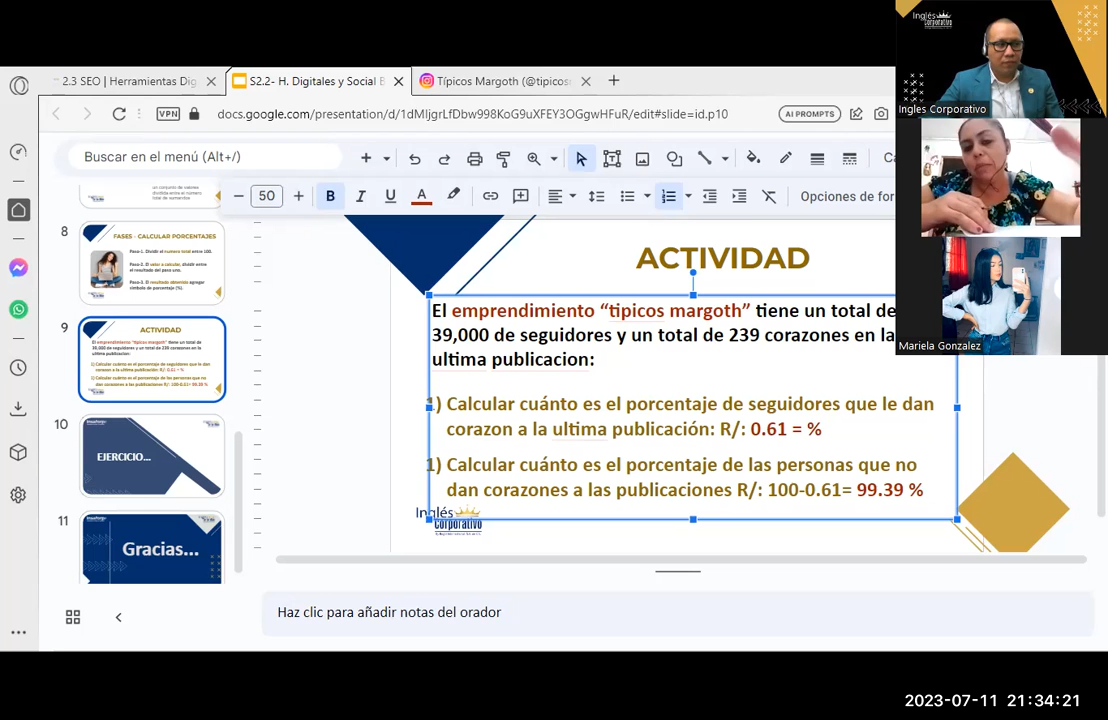 2.3 SEO | Herramientas Dig
S2.2- H. Digitales y Social B
Típicos Margoth (@tipicos
VPN
docs.google.com/presentation/d/1dMIjgrLfDbw998KoG9uXFEY3OGgwHFuR/edit#slide=id.p10
AI PROMPTS
Buscar en el menú (Alt+/)
50
B
I
U
A
Opciones de for
8
FASES - CALCULAR PORCENTAJES
9
ACTIVIDAD
10
EJERCICIO...
11
Gracias...
ACTIVIDAD
El emprendimiento “tipicos margoth” tiene un total de
39,000 de seguidores y un total de 239 corazones en la
ultima publicacion:
1) Calcular cuánto es el porcentaje de seguidores que le dan
corazon a la ultima publicación: R/: 0.61 = %
1) Calcular cuánto es el porcentaje de las personas que no
dan corazones a las publicaciones R/: 100-0.61= 99.39 %
Inglés
Corporativo
Haz clic para añadir notas del orador
Inglés
Corporativo
Ingles Corporativo
Mariela Gonzalez
2023-07-11 21:34:21